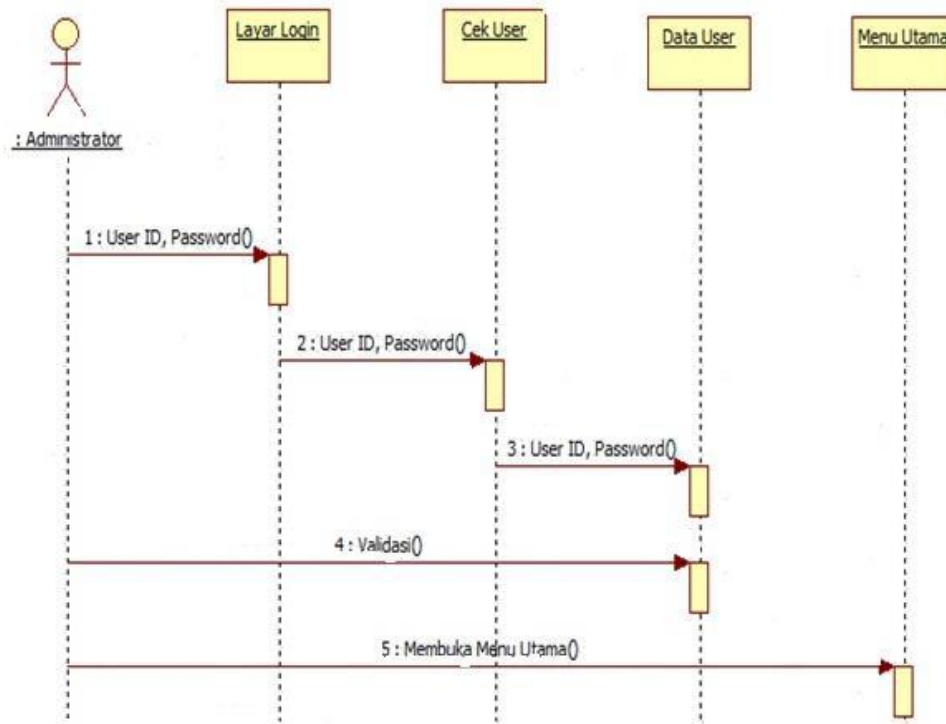 Layar Login
Cek User
Data User
Menu Utama
: Administrator
1 : User ID, Password()
2 : User ID, Password()
3 : User ID, Password()
4 : Validasi()
5 : Membuka Menu Utama()